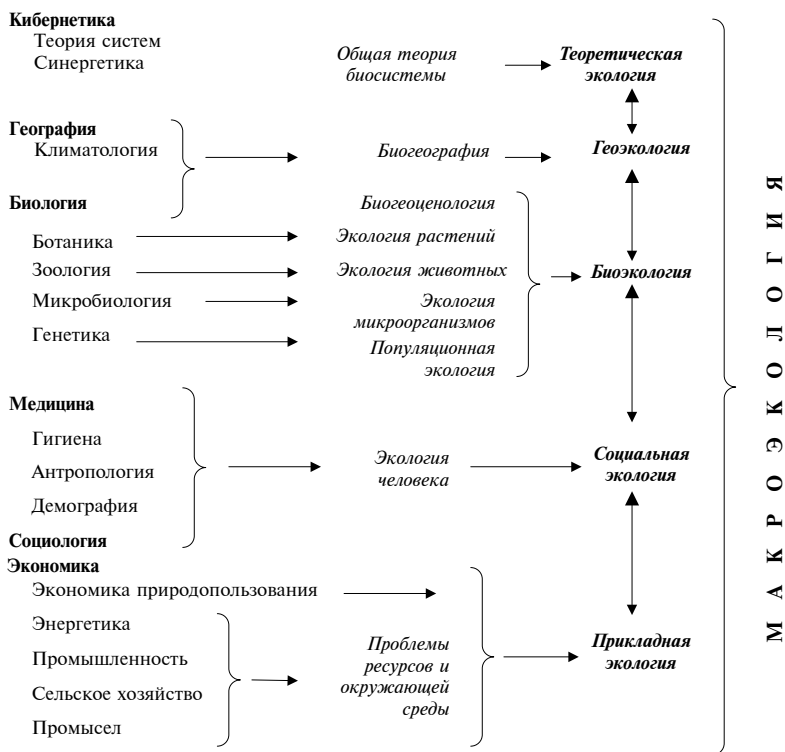 Кибернетика
Теория систем
Синергетика
Общая теория
биосистемы
Теоретическая
экология
География
Климатология
Биогеография
Геоэкология
Биология
Биогеоценология
Ботаника
Экология растений
Зоология
Экология животных
Биоэкология
Микробиология
Экология
микроорганизмов
Генетика
Популяционная
экология
Медицина
Гигиена
Антропология
Демография
Экология
человека
Социальная
экология
Социология
Экономика
Экономика природопользования
Энергетика
Промышленность
Сельское хозяйство
Промысел
Проблемы
ресурсов и
окружающей
среды
Прикладная
экология
МАКРОЭКОЛОГИЯ